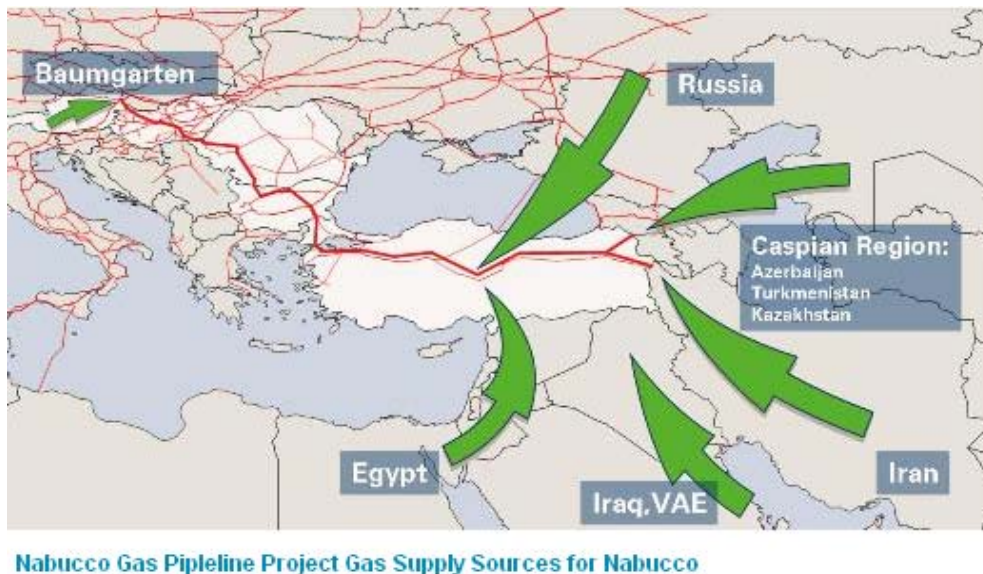 Baumgarten
Russia
Caspian Region:
Azerbaijan
Turkmenistan
Kazakhstan
Egypt
Iraq,VAE
Iran
Nabucco Gas Pipleline Project Gas Supply Sources for Nabucco